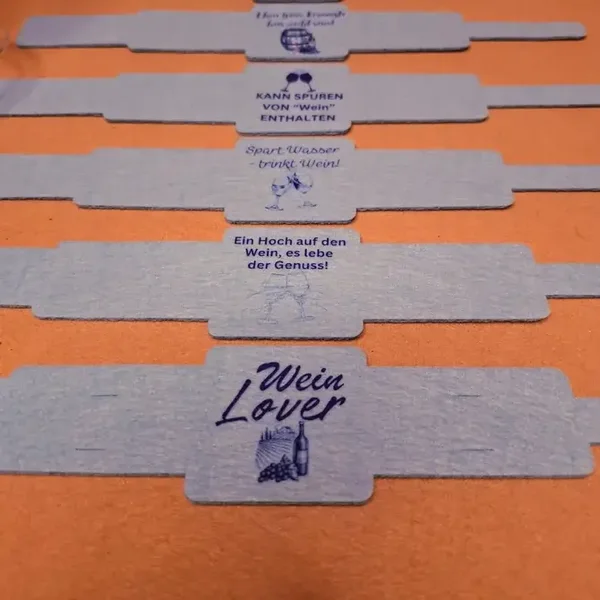 KANN SPUREN
VON "Wein"
ENTHALTEN
Spart Wasser
- trinkt Wein!
Ein Hoch auf den
Wein, es lebe
der Genuss!
Wein
Lover